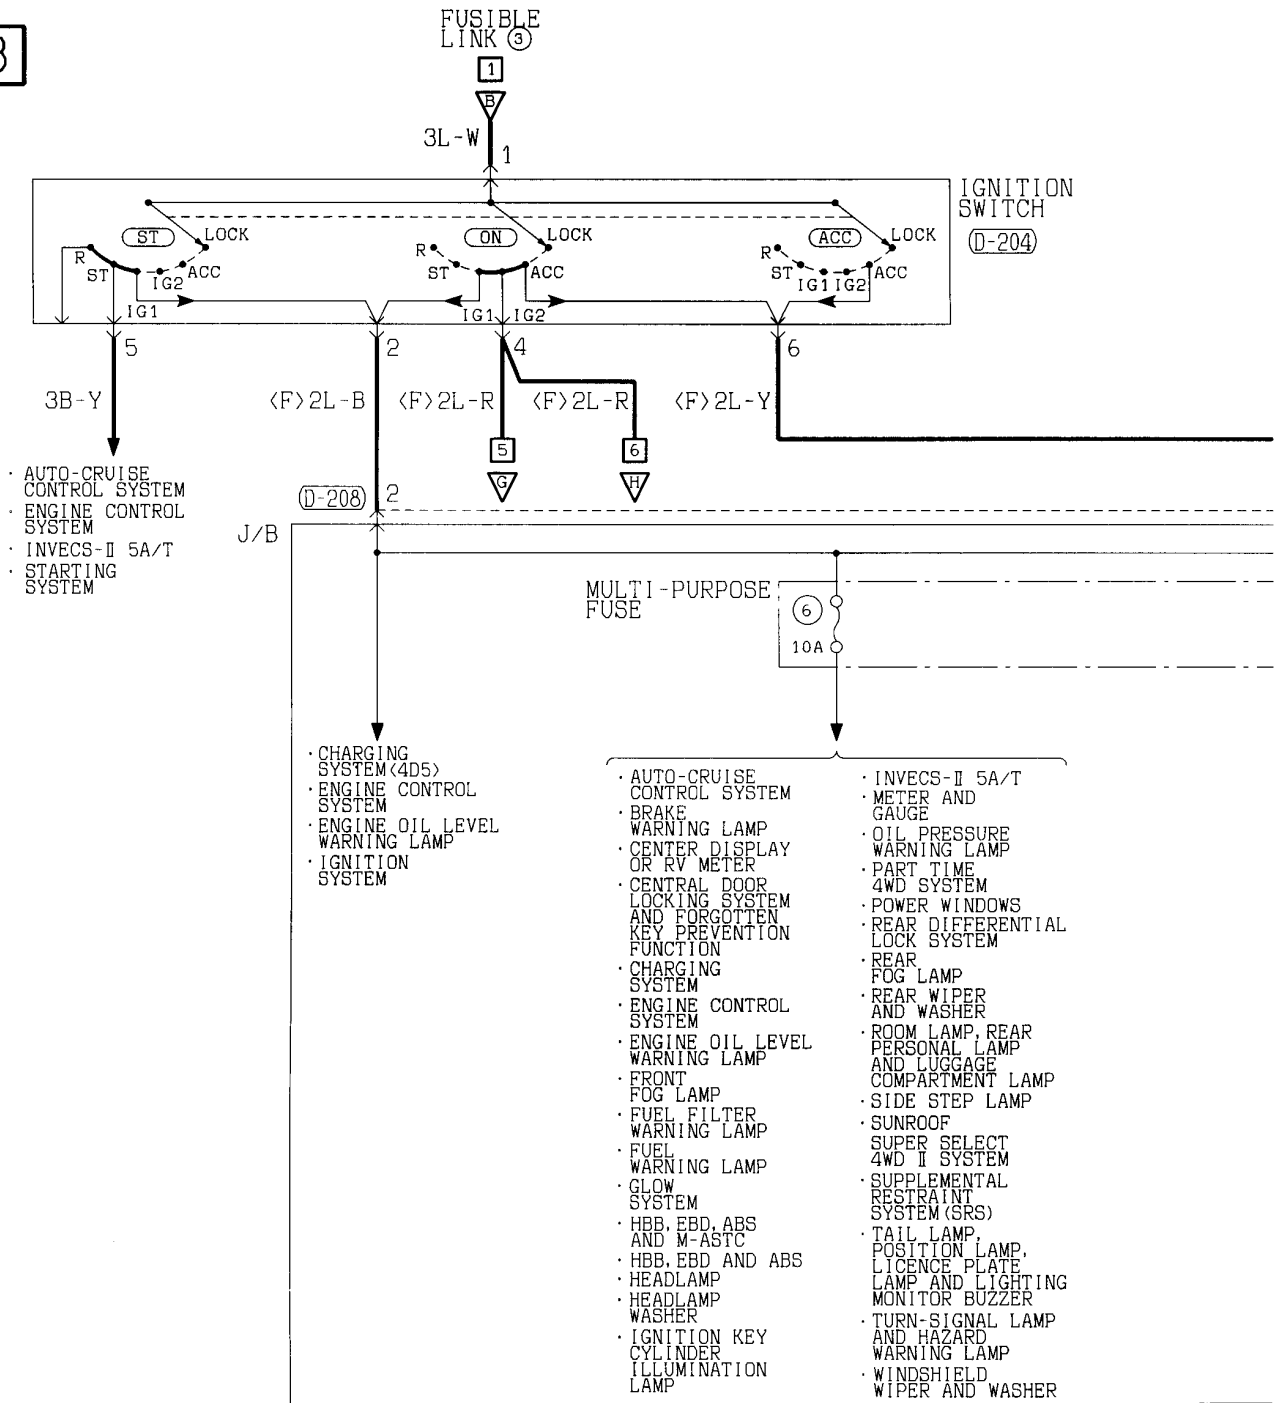 FUSIBLE
LINK ③
1
B
3L-W
1
IGNITION
SWITCH
(D-204)
ST
LOCK
R
ST
IG1
IG2
ACC
ON
LOCK
R
ST
IG1
IG2
ACC
ACC
LOCK
R
ST
IG1
IG2
ACC
5
2
4
6
3B-Y
<F>2L-B
<F>2L-R
<F>2L-R
<F>2L-Y
5
G
6
H
· AUTO-CRUISE
CONTROL SYSTEM
· ENGINE CONTROL
SYSTEM
· INVECS-Ⅱ 5A/T
· STARTING
SYSTEM
(D-208)
2
J/B
MULTI-PURPOSE
FUSE
6
10A
· CHARGING
SYSTEM<4D5>
· ENGINE CONTROL
SYSTEM
· ENGINE OIL LEVEL
WARNING LAMP
· IGNITION
SYSTEM
· AUTO-CRUISE
CONTROL SYSTEM
· BRAKE
WARNING LAMP
· CENTER DISPLAY
OR RV METER
· CENTRAL DOOR
LOCKING SYSTEM
AND FORGOTTEN
KEY PREVENTION
FUNCTION
· CHARGING
SYSTEM
· ENGINE CONTROL
SYSTEM
· ENGINE OIL LEVEL
WARNING LAMP
· FRONT
FOG LAMP
· FUEL FILTER
WARNING LAMP
· FUEL
WARNING LAMP
· GLOW
SYSTEM
· HBB, EBD, ABS
AND M-ASTC
· HBB, EBD AND ABS
· HEADLAMP
· HEADLAMP
WASHER
· IGNITION KEY
CYLINDER
ILLUMINATION
LAMP
· INVECS-Ⅱ 5A/T
· METER AND
GAUGE
· OIL PRESSURE
WARNING LAMP
· PART TIME
4WD SYSTEM
· POWER WINDOWS
· REAR DIFFERENTIAL
LOCK SYSTEM
· REAR
FOG LAMP
· REAR WIPER
AND WASHER
· ROOM LAMP, REAR
PERSONAL LAMP
AND LUGGAGE
COMPARTMENT LAMP
· SIDE STEP LAMP
· SUNROOF
SUPER SELECT
4WD Ⅱ SYSTEM
· SUPPLEMENTAL
RESTRAINT
SYSTEM(SRS)
· TAIL LAMP,
POSITION LAMP,
LICENCE PLATE
LAMP AND LIGHTING
MONITOR BUZZER
· TURN-SIGNAL LAMP
AND HAZARD
WARNING LAMP
· WINDSHIELD
WIPER AND WASHER